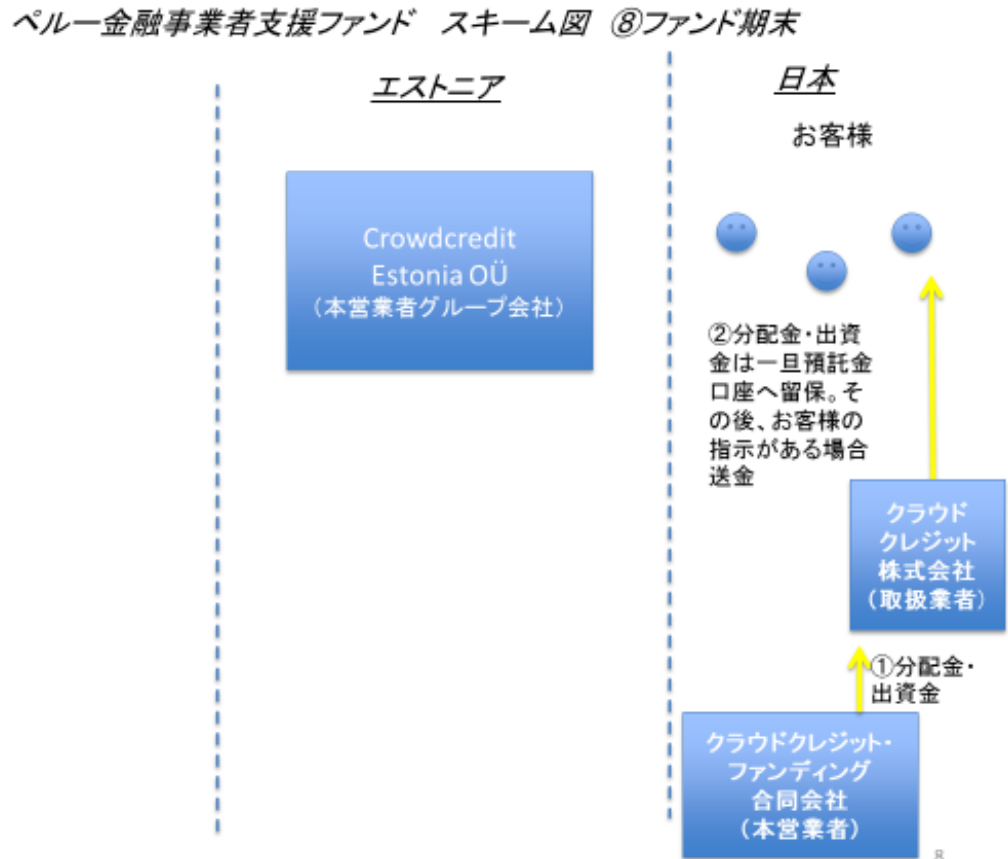 ペルー金融事業者支援ファンド　スキーム図　⑧ファンド期末
エストニア
日本
お客様
Crowdcredit
Estonia OÜ
（本営業者グループ会社）
②分配金・出資
金は一旦預託金
口座へ留保。そ
の後、お客様の
指示がある場合
送金
クラウド
クレジット
株式会社
（取扱業者）
①分配金・
出資金
クラウドクレジット・
ファンディング
合同会社
（本営業者）
8